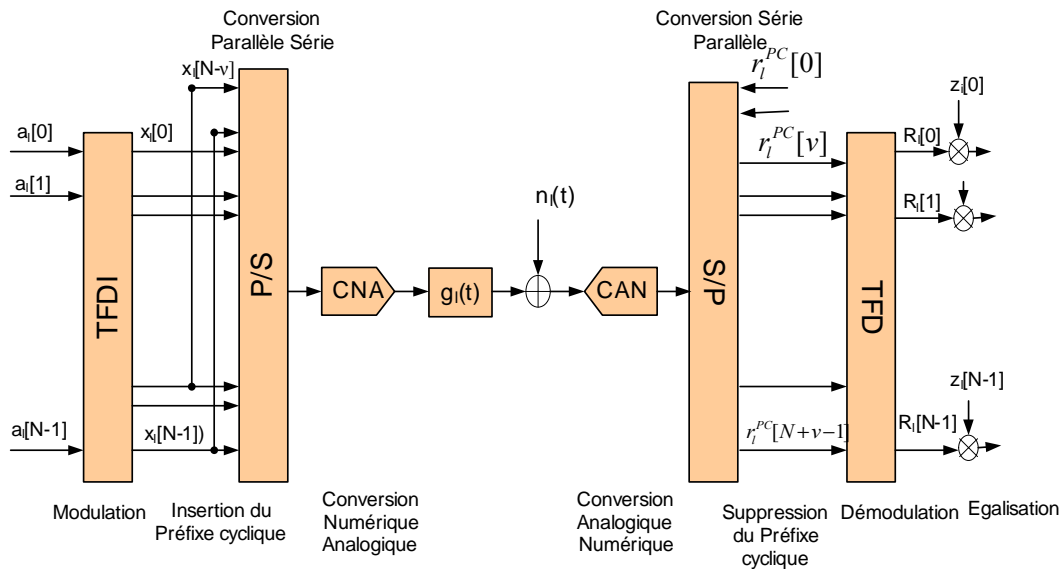 Conversion
Parallèle Série
x_l[N-ν]
a_l[0]
x_l[0]
a_l[1]
TFDI
P/S
a_l[N-1]
x_l[N-1])
Modulation
Insertion du
Préfixe cyclique
CNA
g_l(t)
n_l(t)
CAN
Conversion
Numérique
Analogique
Conversion
Analogique
Numérique
Conversion Série
Parallèle
r_l^{PC}[0]
r_l^{PC}[v]
S/P
r_l^{PC}[N+v-1]
Suppression
du Préfixe
cyclique
TFD
Démodulation
R_l[0]
z_i[0]
R_l[1]
z_l[N-1]
R_l[N-1]
Egalisation